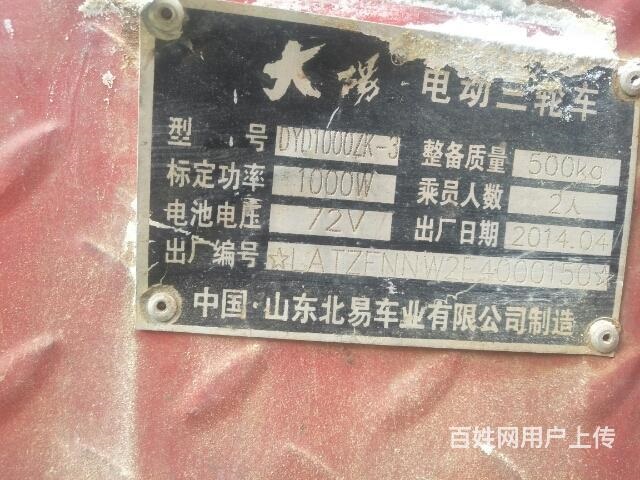 大阳 电动三轮车
型 号 DYD1000ZK-3 整备质量 500kg
标定功率 1000W 乘员人数 2人
电池电压 72V 出厂日期 2014.04
出厂编号 ☆LATZFNNW2E4000150☆
中国·山东北易车业有限公司制造
百姓网用户上传